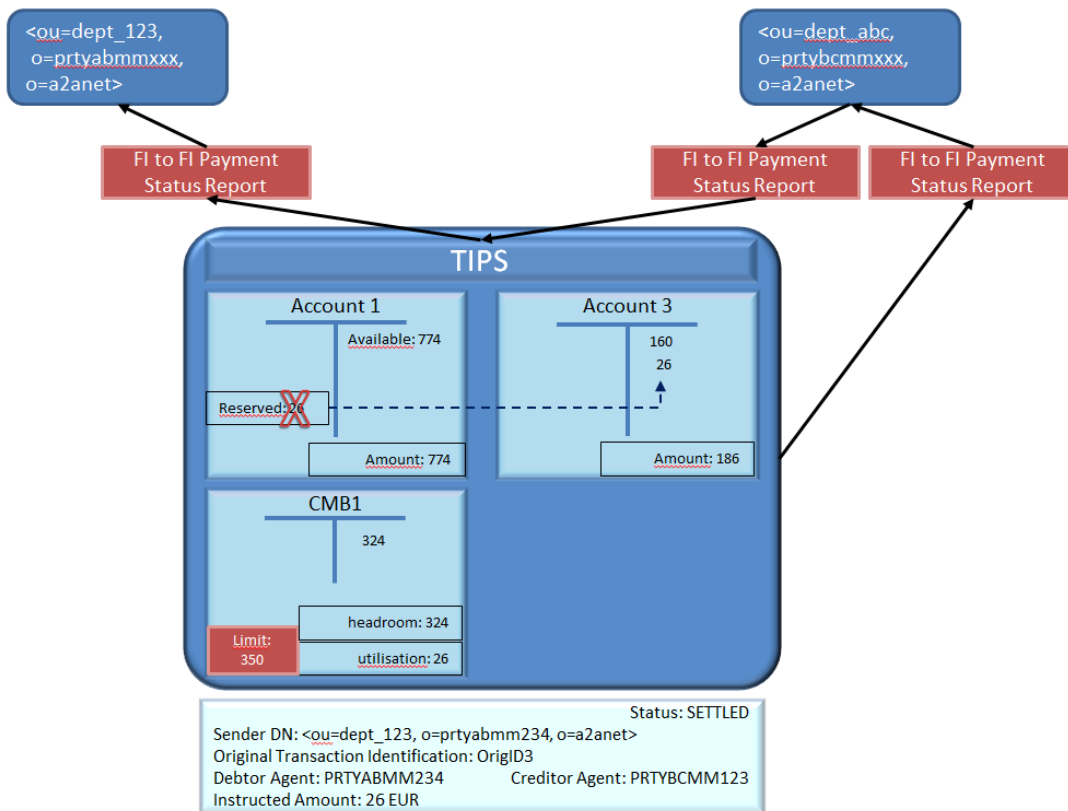 <ou=dept_123,
o=prtyabmmxxx,
o=a2anet>
<ou=dept_abc,
o=prtybcmmxxx,
o=a2anet>
FI to FI Payment
Status Report
FI to FI Payment
Status Report
FI to FI Payment
Status Report
TIPS
Account 1
Available: 774
Reserved: 26
Amount: 774
Account 3
160
26
Amount: 186
CMB1
324
headroom: 324
Limit:
350
utilisation: 26
Status: SETTLED
Sender DN: <ou=dept_123, o=prtyabmm234, o=a2anet>
Original Transaction Identification: OrigID3
Debtor Agent: PRTYABMM234 Creditor Agent: PRTYBCMM123
Instructed Amount: 26 EUR